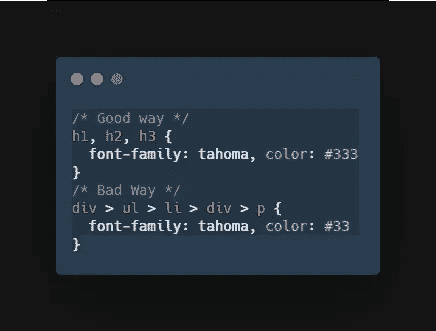 /* Good way */
h1, h2, h3 {
  font-family: tahoma, color: #333
}
/* Bad Way */
div > ul > li > div > p {
  font-family: tahoma, color: #33
}